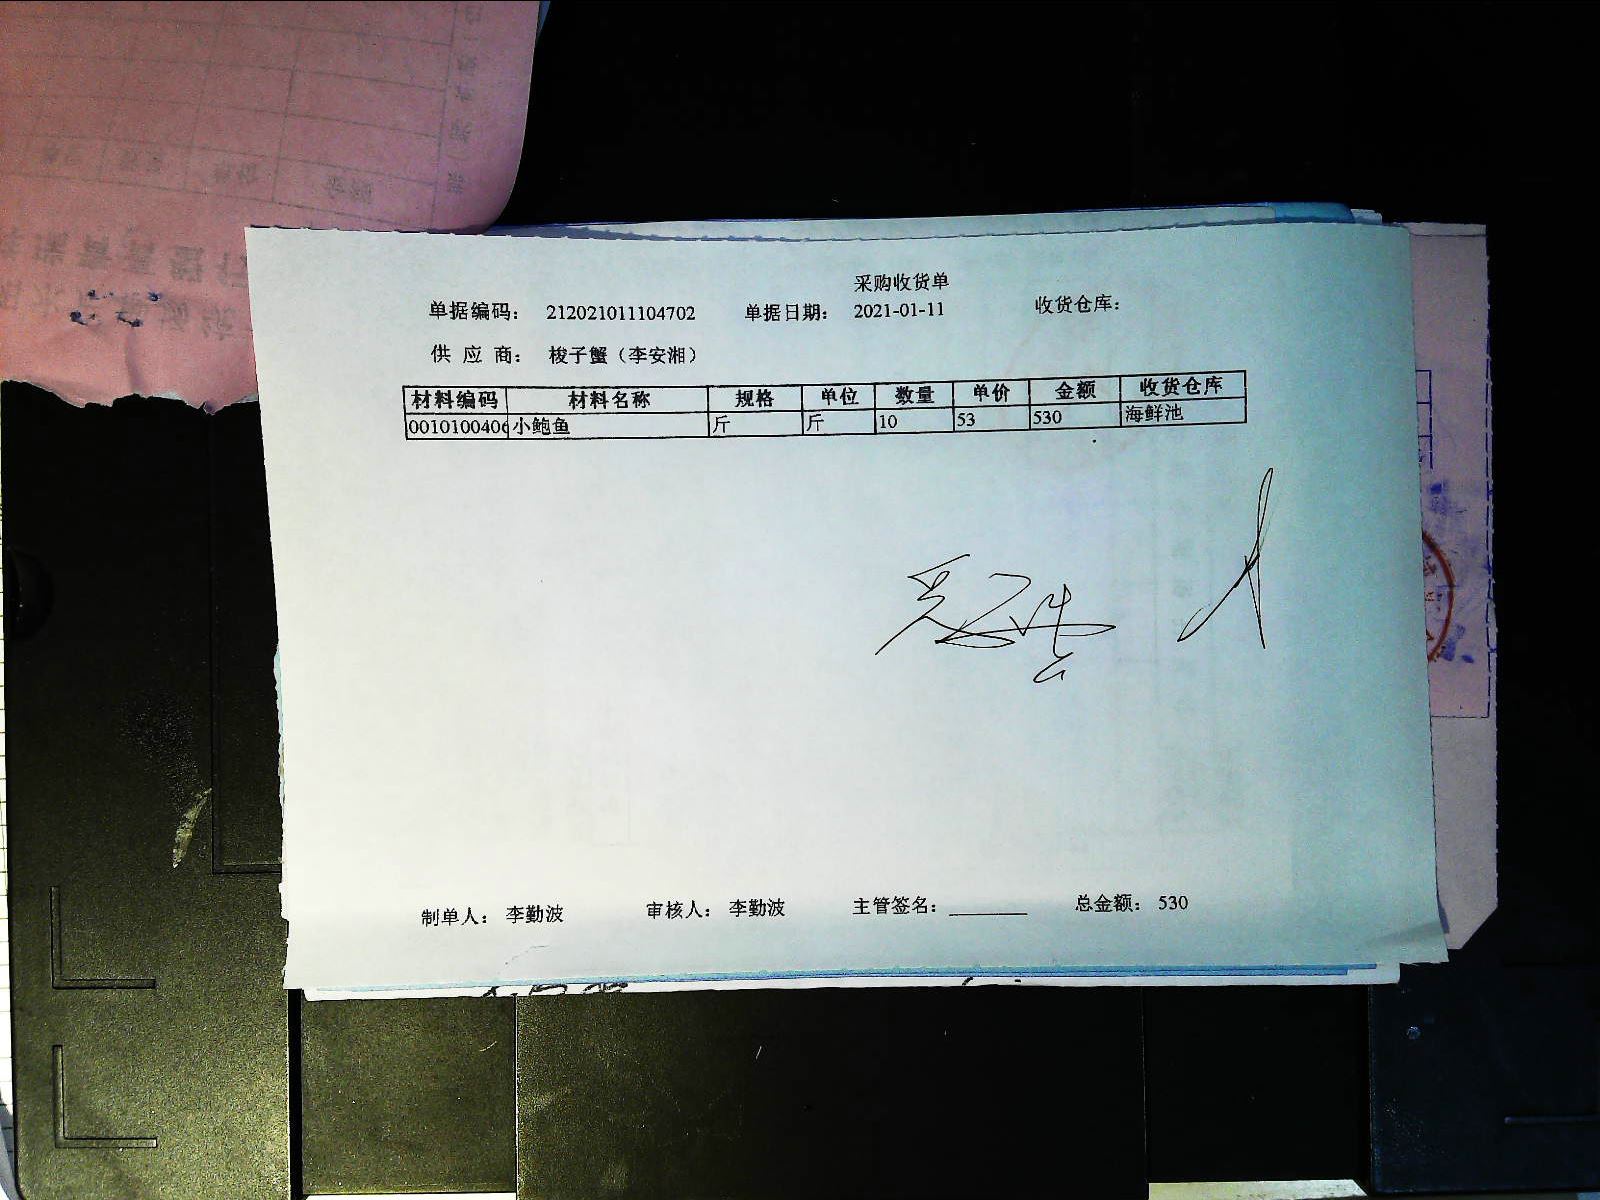 采购收货单
单据编码： 212021011104702 单据日期： 2021-01-11 收货仓库：
供 应 商： 梭子蟹（李安湘）
材料编码 材料名称 规格 单位 数量 单价 金额 收货仓库
0010100406 小鲍鱼 斤 斤 10 53 530 海鲜池
制单人： 李勤波 审核人： 李勤波 主管签名：________ 总金额： 530